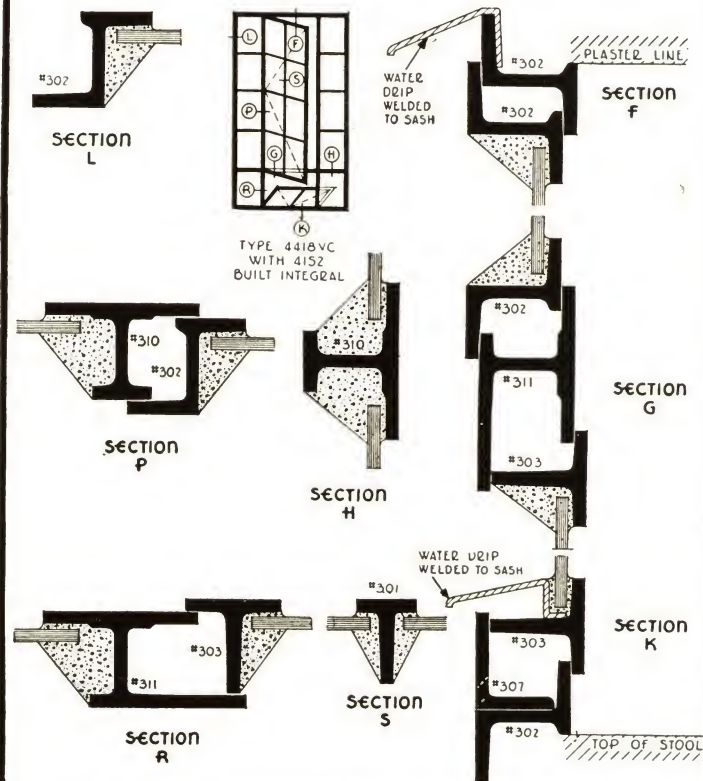 #302
SECTION
L
L
F
S
P
G
H
R
K
TYPE 4418VC
WITH 4152
BUILT INTEGRAL
WATER
DRIP
WELDED
TO SASH
#302
PLASTER LINE
#302
SECTION
F
#310
#302
SECTION
P
#310
SECTION
H
#302
#311
SECTION
G
#303
WATER DRIP
WELDED TO SASH
#303
SECTION
K
#307
#302
TOP OF STOOL
#311
#303
SECTION
R
#301
SECTION
S